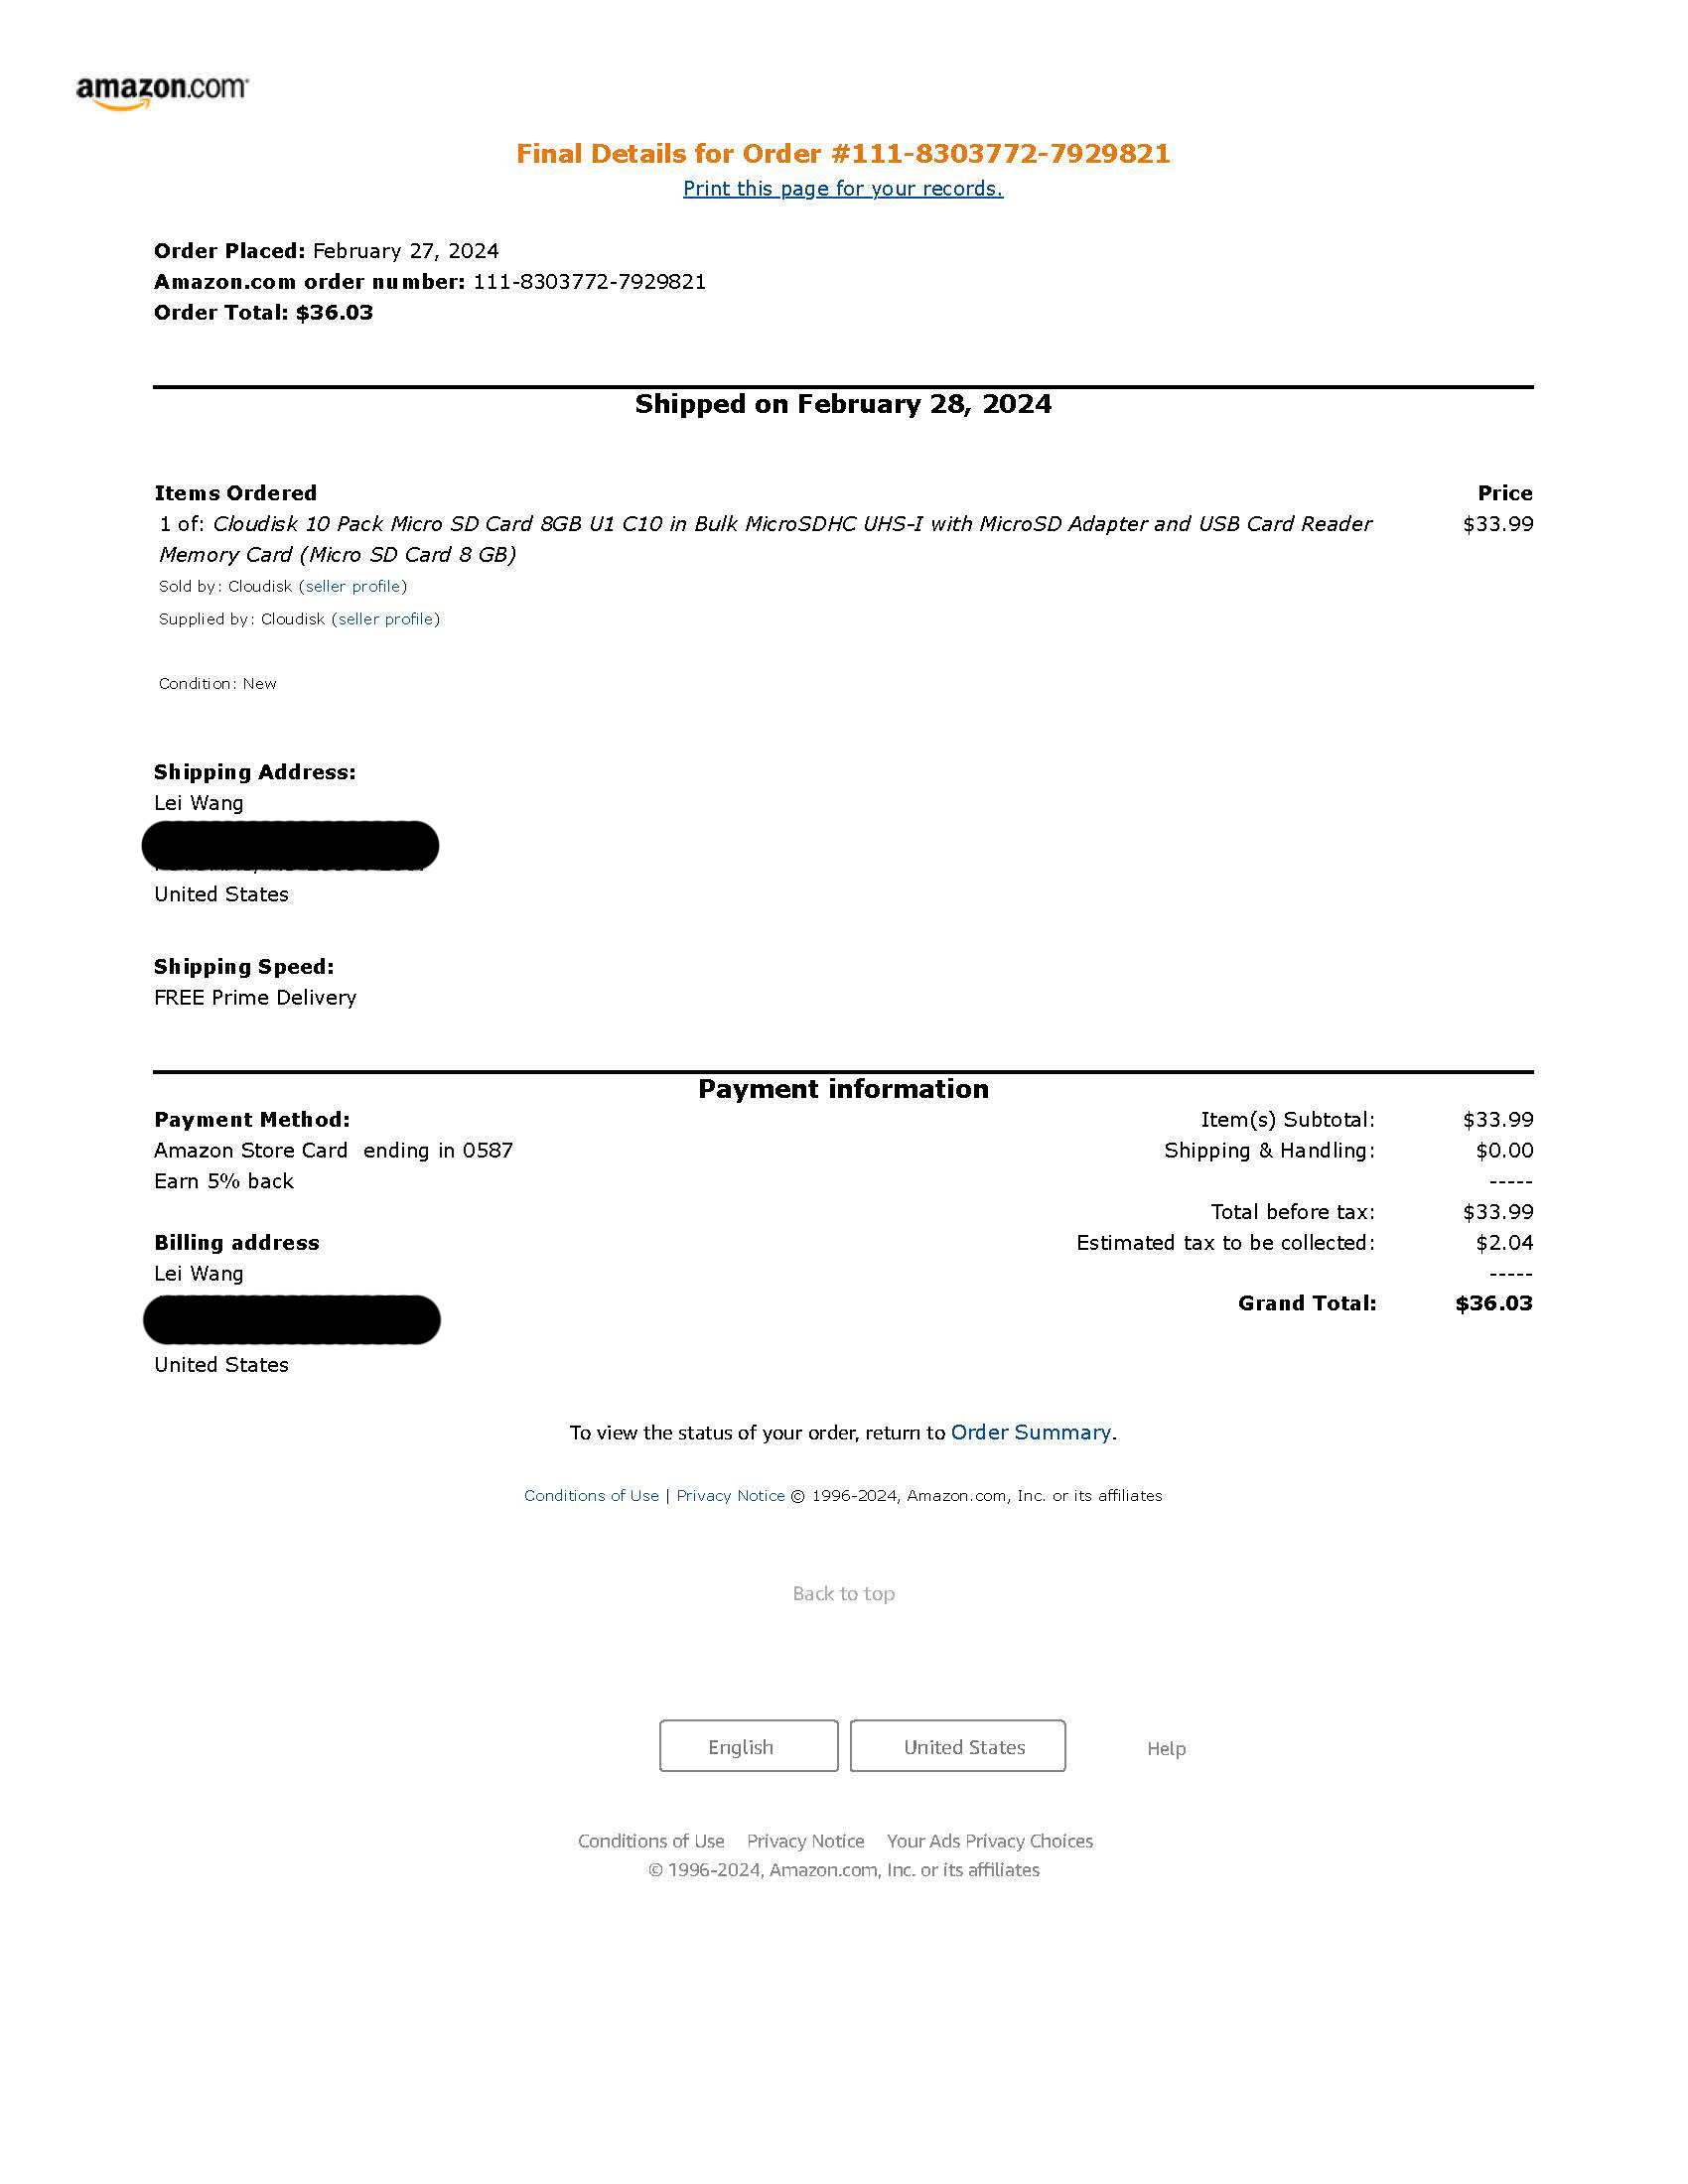 amazon.com
Final Details for Order #111-8303772-7929821
Print this page for your records.
Order Placed: February 27, 2024
Amazon.com order number: 111-8303772-7929821
Order Total: $36.03
Shipped on February 28, 2024
Items Ordered Price
1 of: Cloudisk 10 Pack Micro SD Card 8GB U1 C10 in Bulk MicroSDHC UHS-I with MicroSD Adapter and USB Card Reader $33.99
Memory Card (Micro SD Card 8 GB)
Sold by: Cloudisk (seller profile)
Supplied by: Cloudisk (seller profile)
Condition: New
Shipping Address:
Lei Wang
United States
Shipping Speed:
FREE Prime Delivery
Payment information
Payment Method: Item(s) Subtotal: $33.99
Amazon Store Card ending in 0587 Shipping & Handling: $0.00
Earn 5% back -----
Total before tax: $33.99
Billing address Estimated tax to be collected: $2.04
Lei Wang -----
Grand Total: $36.03
United States
To view the status of your order, return to Order Summary.
Conditions of Use | Privacy Notice © 1996-2024, Amazon.com, Inc. or its affiliates
Back to top
English United States Help
Conditions of Use Privacy Notice Your Ads Privacy Choices
© 1996-2024, Amazon.com, Inc. or its affiliates